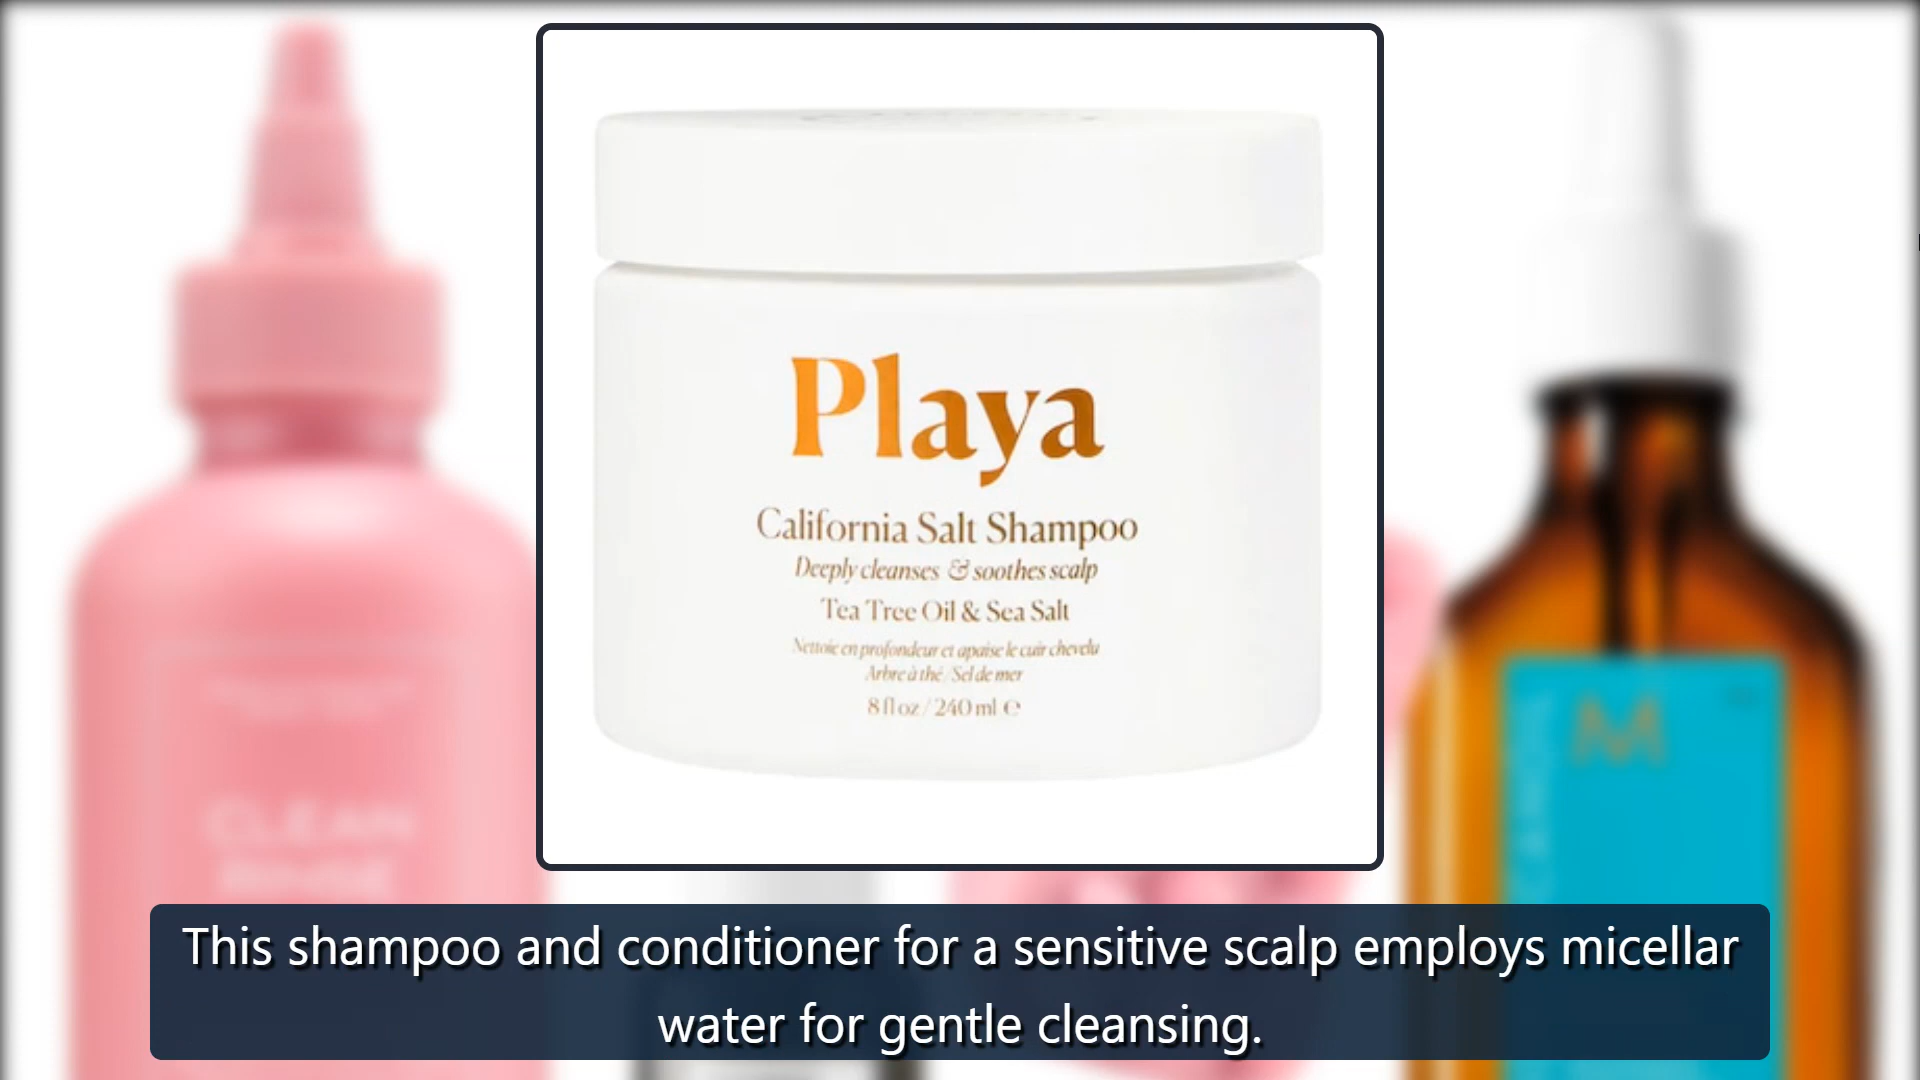 Playa
California Salt Shampoo
Deeply cleanses & soothes scalp
Tea Tree Oil & Sea Salt
Nettoie en profondeur et apaise le cuir chevelu
Arbre à thé / Sel de mer
8 fl oz / 240 ml ℮
CLEAN
RINSE
M
This shampoo and conditioner for a sensitive scalp employs micellar
water for gentle cleansing.